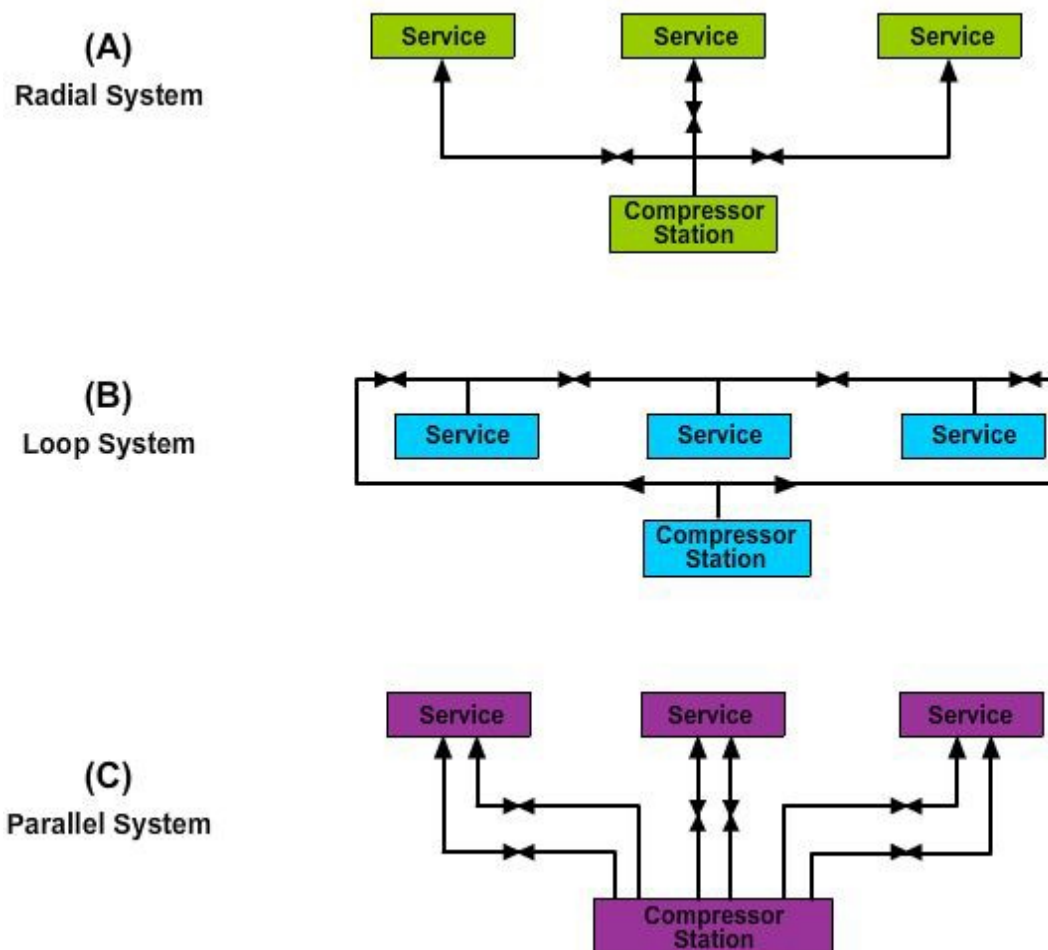 (A)
Radial System
Service
Service
Service
Compressor
Station
(B)
Loop System
Service
Service
Service
Compressor
Station
(C)
Parallel System
Service
Service
Service
Compressor
Station